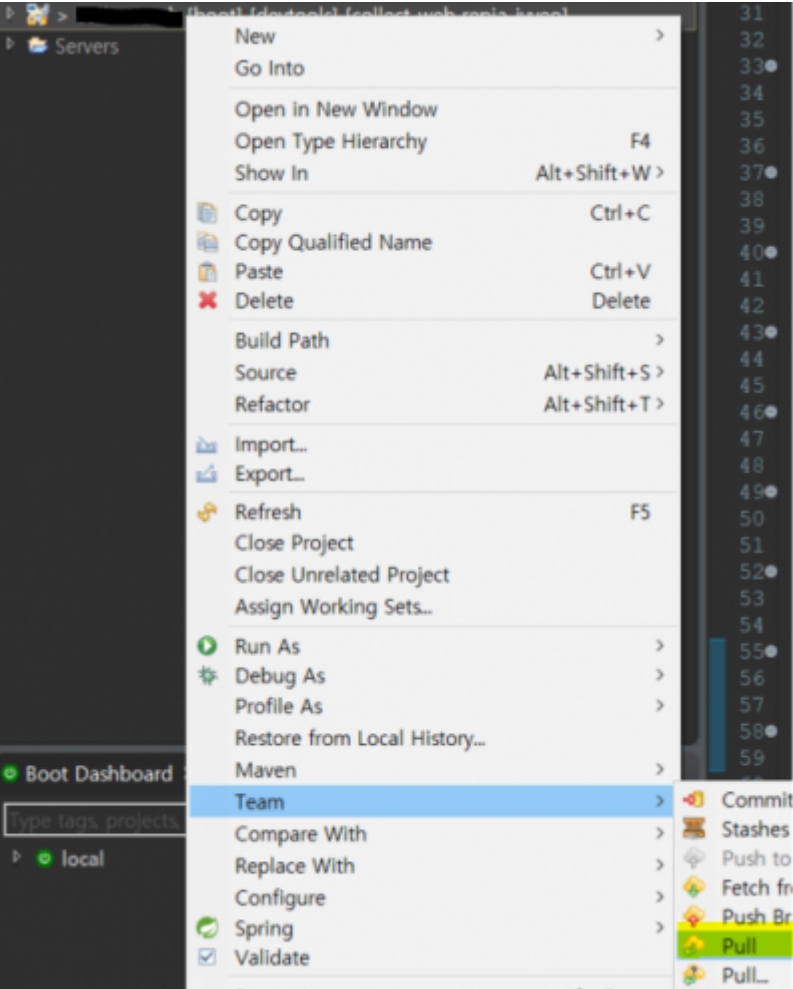 [boot] [devtools]
Servers
New
Go Into
Open in New Window
Open Type Hierarchy F4
Show In Alt+Shift+W >
Copy Ctrl+C
Copy Qualified Name
Paste Ctrl+V
Delete Delete
Build Path
Source Alt+Shift+S >
Refactor Alt+Shift+T >
Import...
Export...
Refresh F5
Close Project
Close Unrelated Project
Assign Working Sets...
Run As
Debug As
Profile As
Restore from Local History...
Maven
Team
Compare With
Replace With
Configure
Spring
Validate
Commit
Stashes
Push to
Fetch fr
Push Br
Pull
Pull...
Boot Dashboard
Type tags, projects,
local
31
32
33
34
35
36
37
38
39
40
41
42
43
44
45
46
47
48
49
50
51
52
53
54
55
56
57
58
59